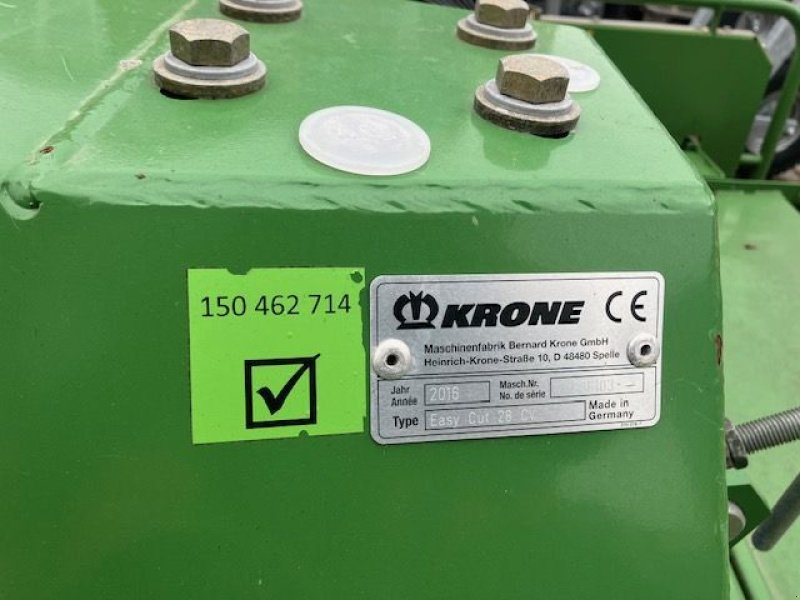 150 462 714
KRONE CE
Maschinenfabrik Bernard Krone GmbH
Heinrich-Krone-Straße 10, D 48480 Spelle
Jahr
Année
2016
Masch.Nr.
No. de série
Type
Easy Cut 28 CV
Made in
Germany